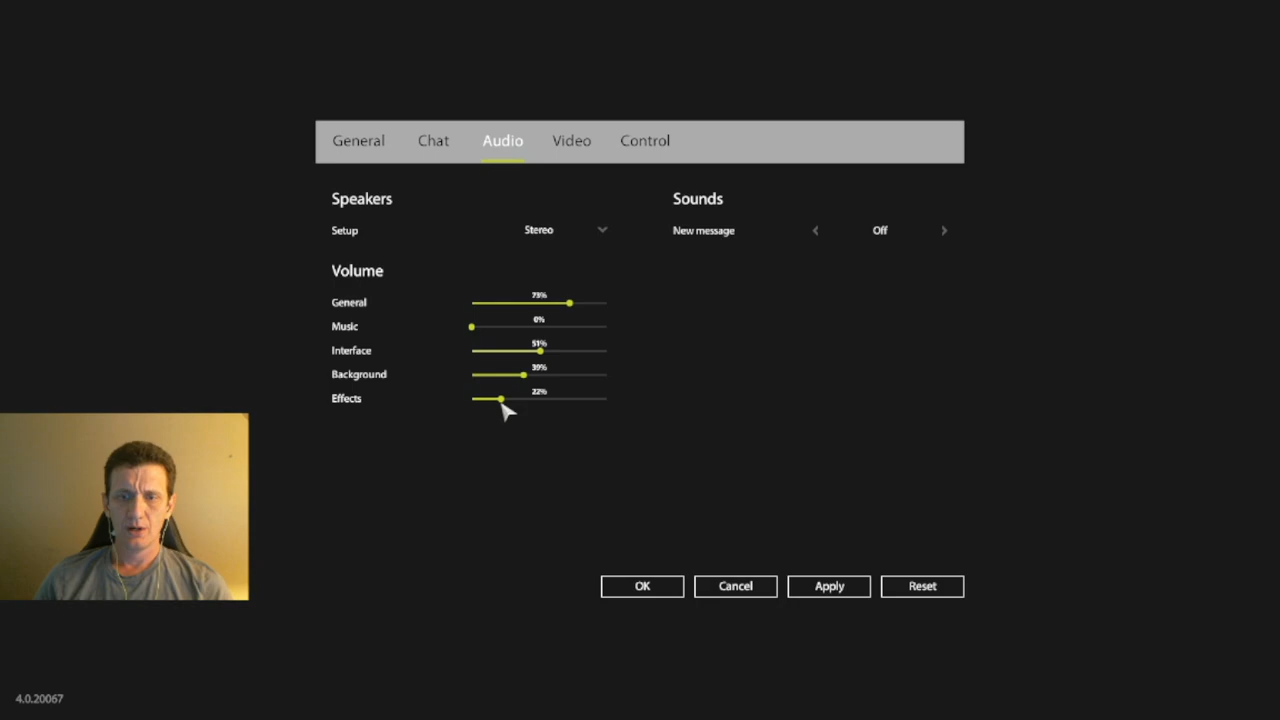 General Chat Audio Video Control
Speakers
Setup Stereo
Volume
General 73%
Music 0%
Interface 51%
Background 39%
Effects 22%
Sounds
New message Off
OK Cancel Apply Reset
4.0.20067